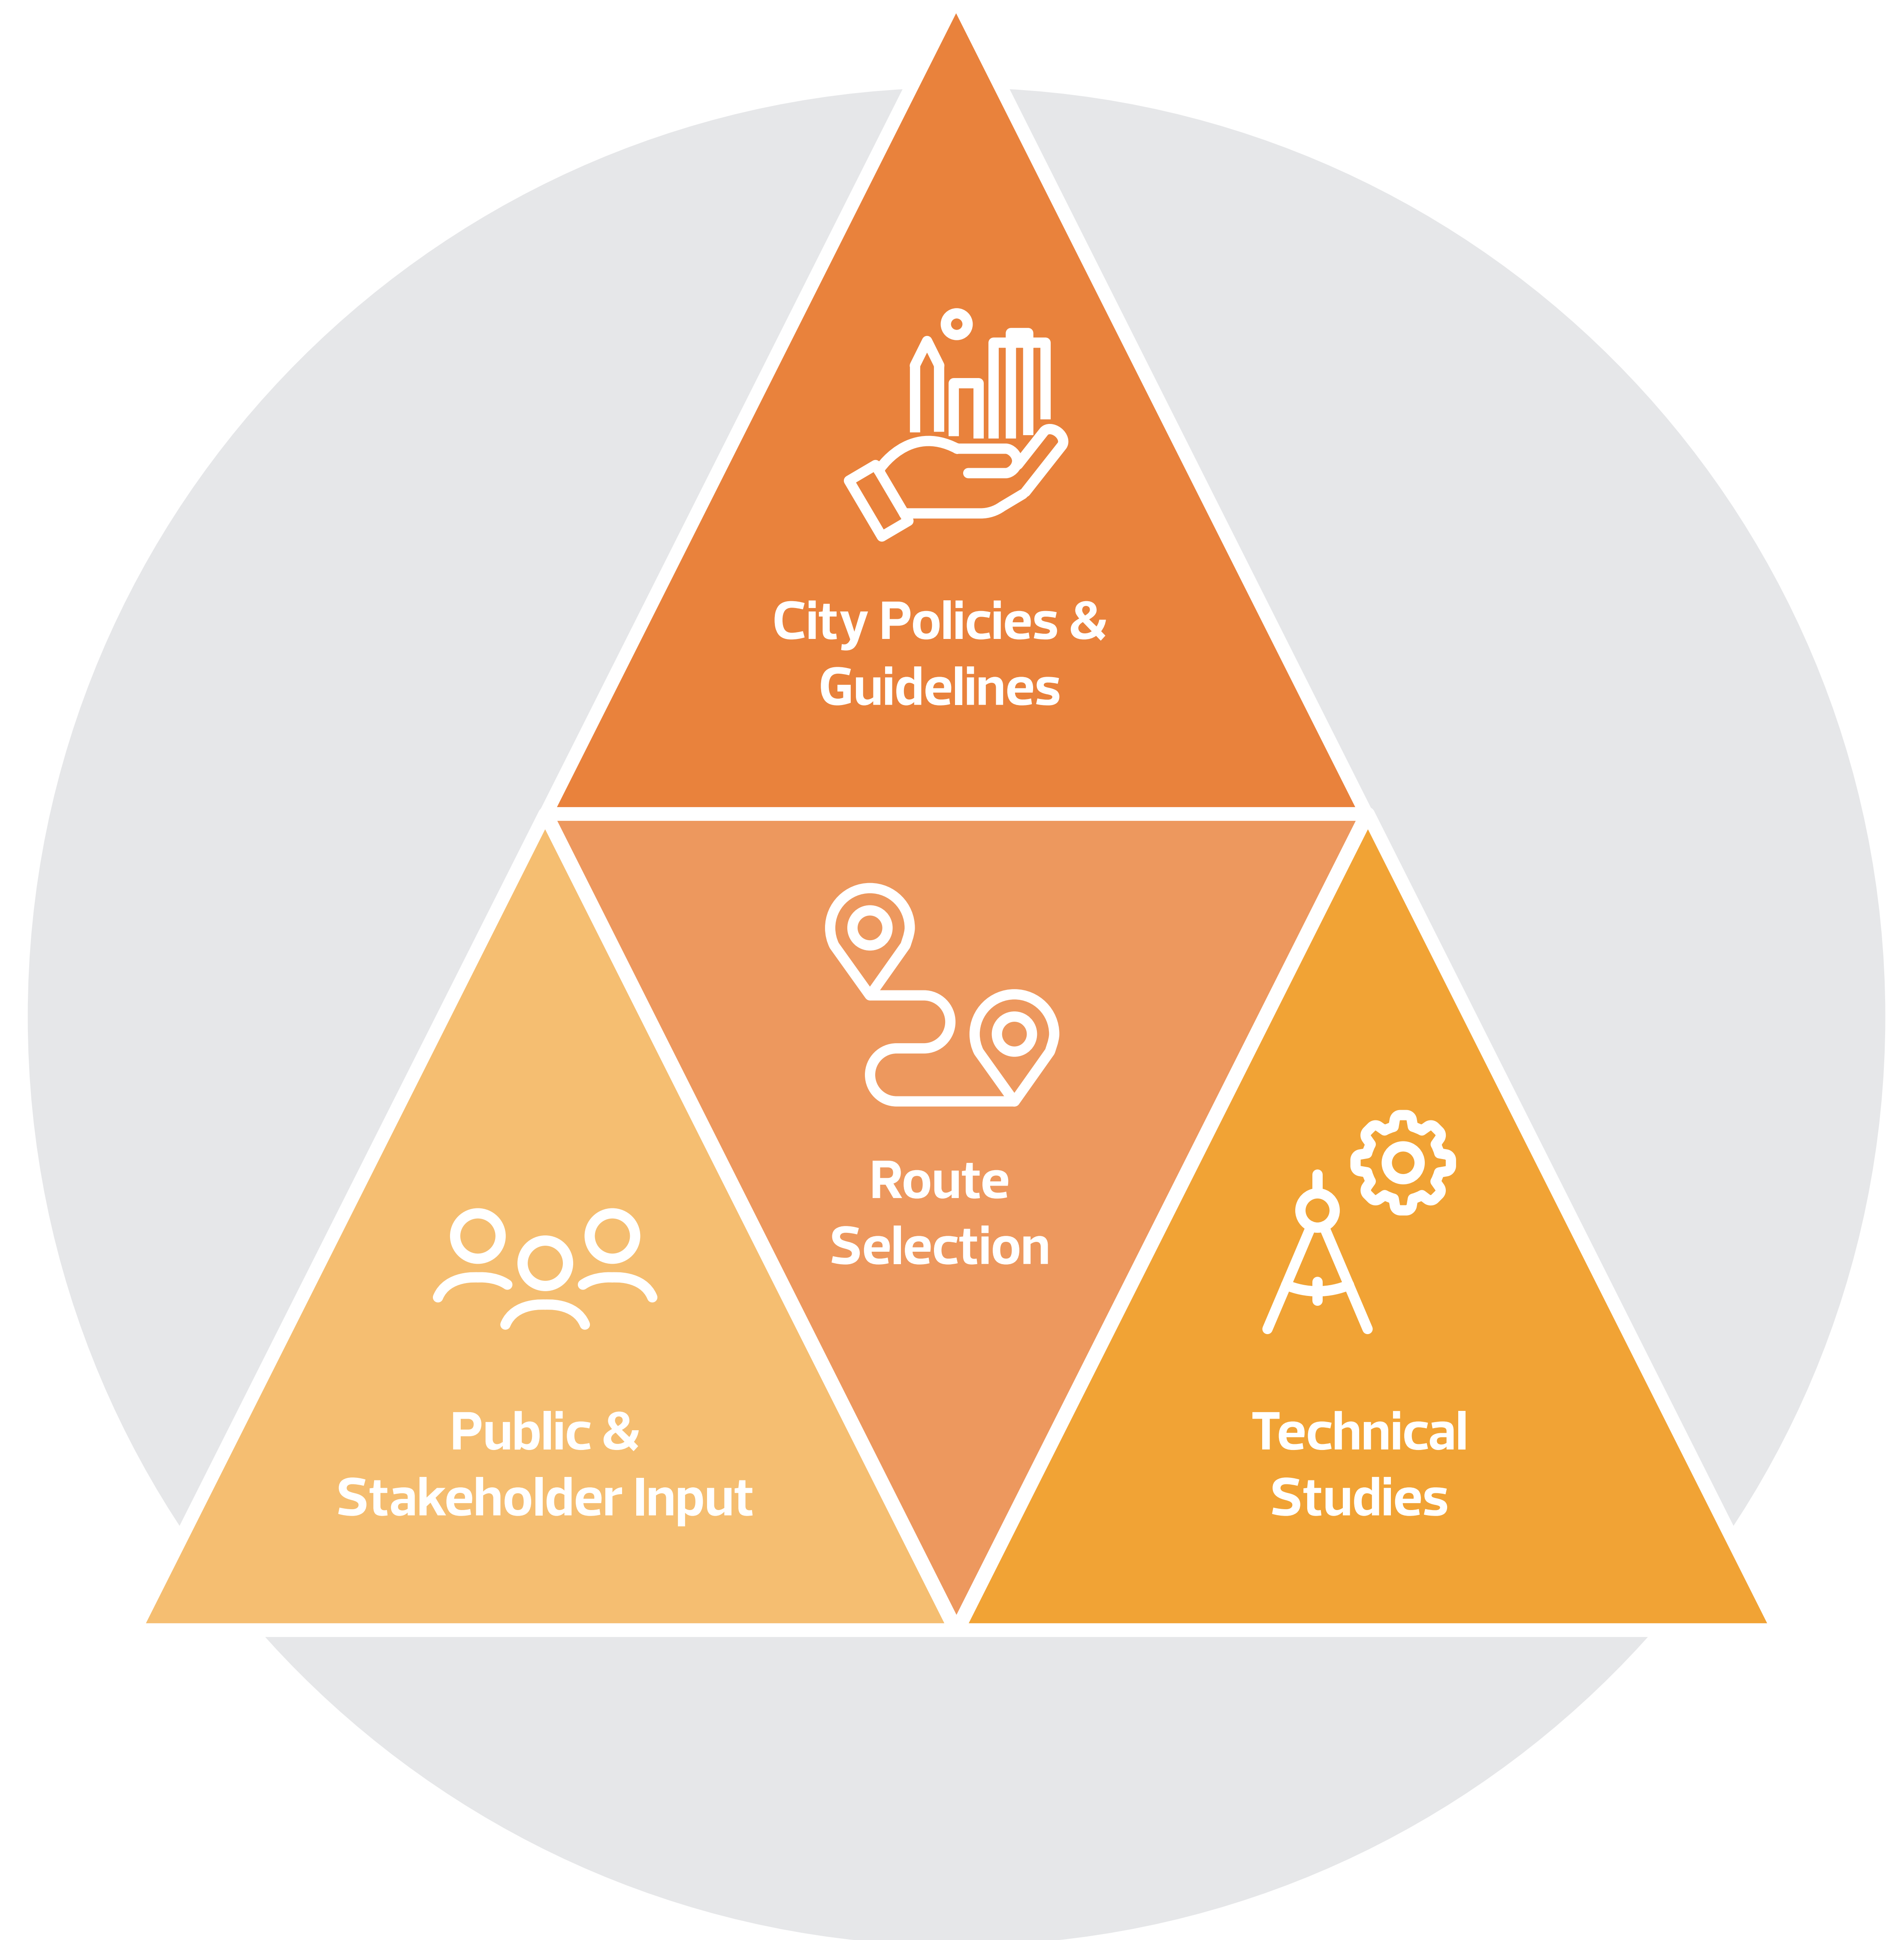 City Policies &
Guidelines
Route
Selection
Public &
Stakeholder Input
Technical
Studies